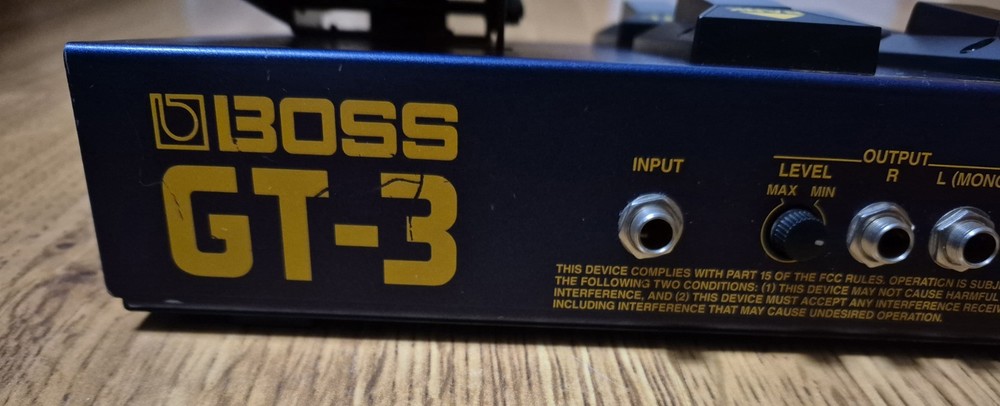 BOSS
GT-3
INPUT
OUTPUT
LEVEL
MAX MIN
R
L (MONO
THIS DEVICE COMPLIES WITH PART 15 OF THE FCC RULES. OPERATION IS SUBJ
THE FOLLOWING TWO CONDITIONS: (1) THIS DEVICE MAY NOT CAUSE HARMFUL
INTERFERENCE, AND (2) THIS DEVICE MUST ACCEPT ANY INTERFERENCE RECEIV
INCLUDING INTERFERENCE THAT MAY CAUSE UNDESIRED OPERATION.